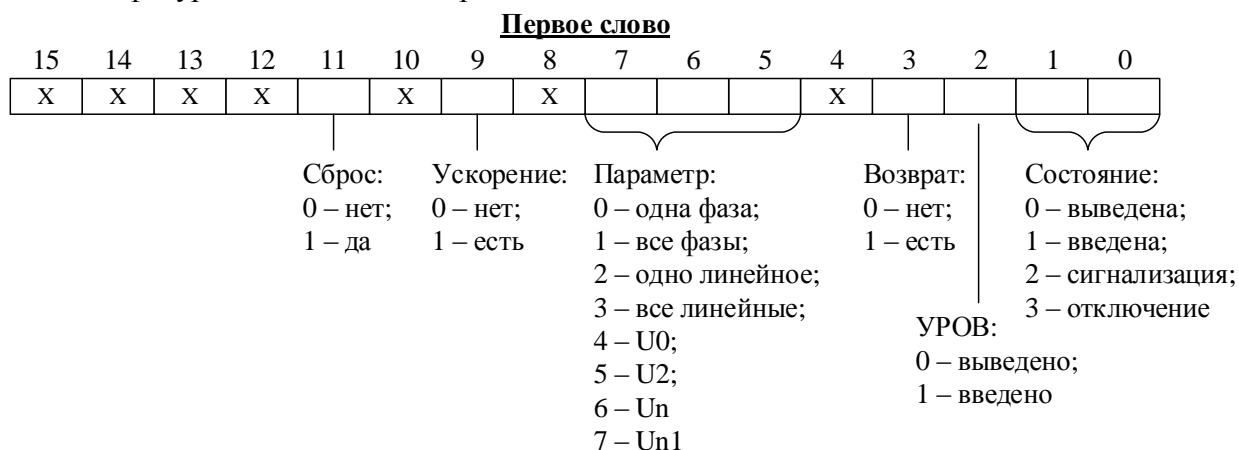 Первое слово
15 14 13 12 11 10 9 8 7 6 5 4 3 2 1 0
X X X X X X X
Сброс: Ускорение: Параметр: Возврат: Состояние:
0 – нет; 0 – нет; 0 – одна фаза; 0 – нет; 0 – выведена;
1 – да 1 – есть 1 – все фазы; 1 – есть 1 – введена;
2 – одно линейное; 2 – сигнализация;
3 – все линейные; 3 – отключение
УРОВ:
4 – U0; 0 – выведено;
5 – U2; 1 – введено
6 – Un
7 – Un1